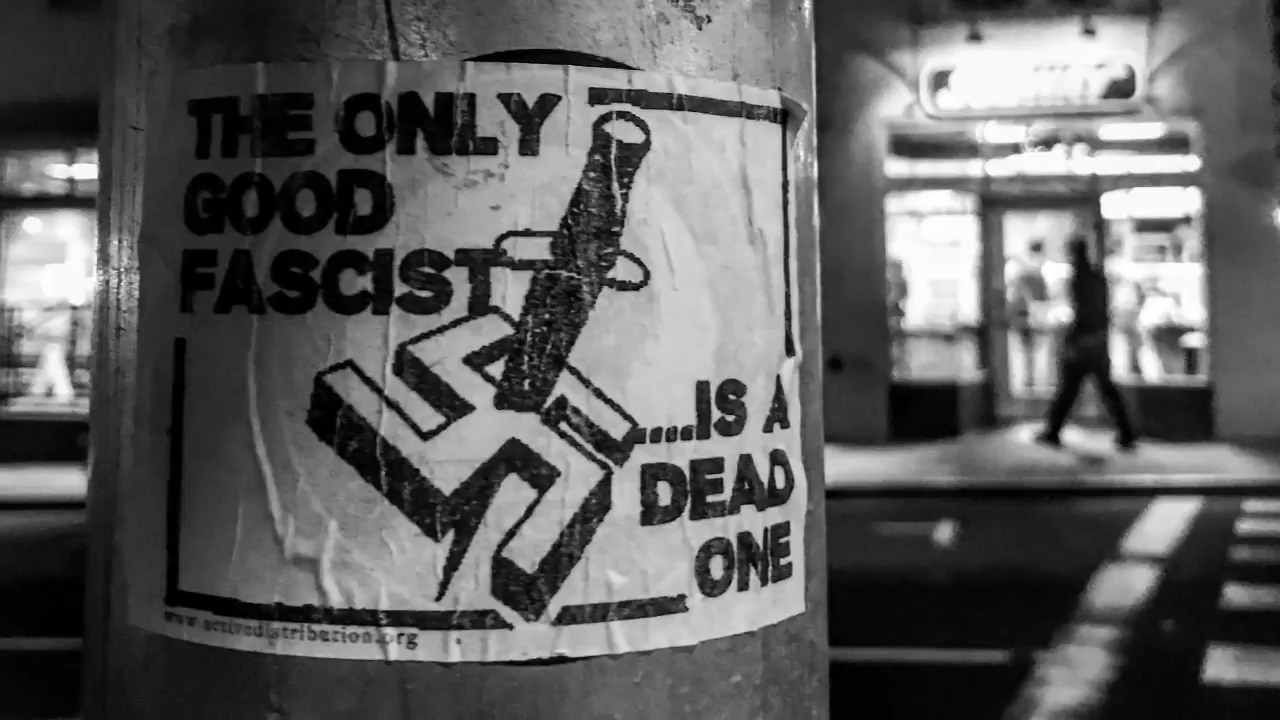 THE ONLY
GOOD
FASCIST
....IS A
DEAD
ONE
www.activedistribution.org